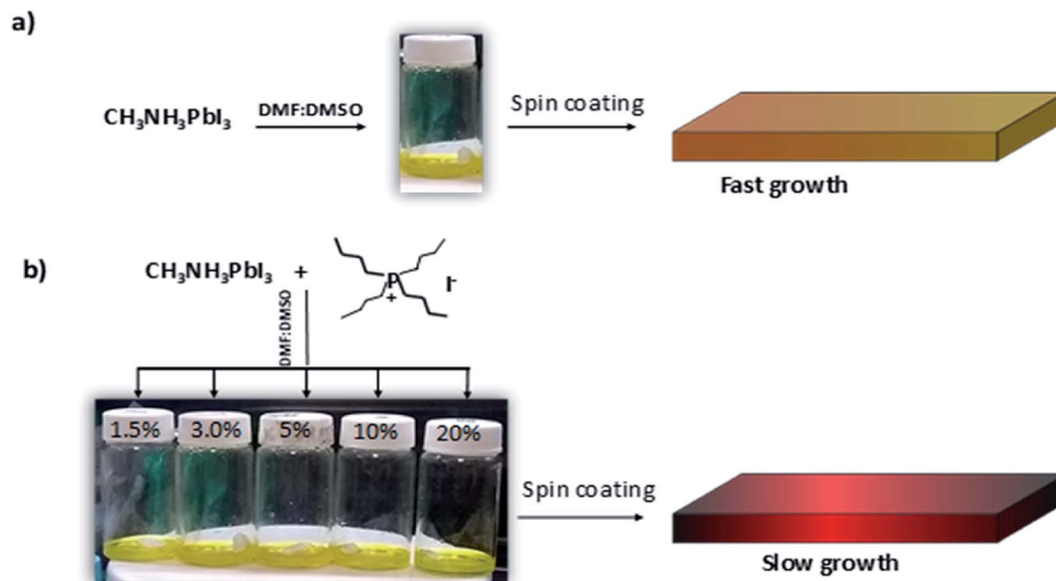 a)
CH₃NH₃PbI₃
DMF:DMSO
Spin coating
Fast growth
b)
CH₃NH₃PbI₃ +
P
+
I⁻
DMF:DMSO
1.5% 3.0% 5% 10% 20%
Spin coating
Slow growth